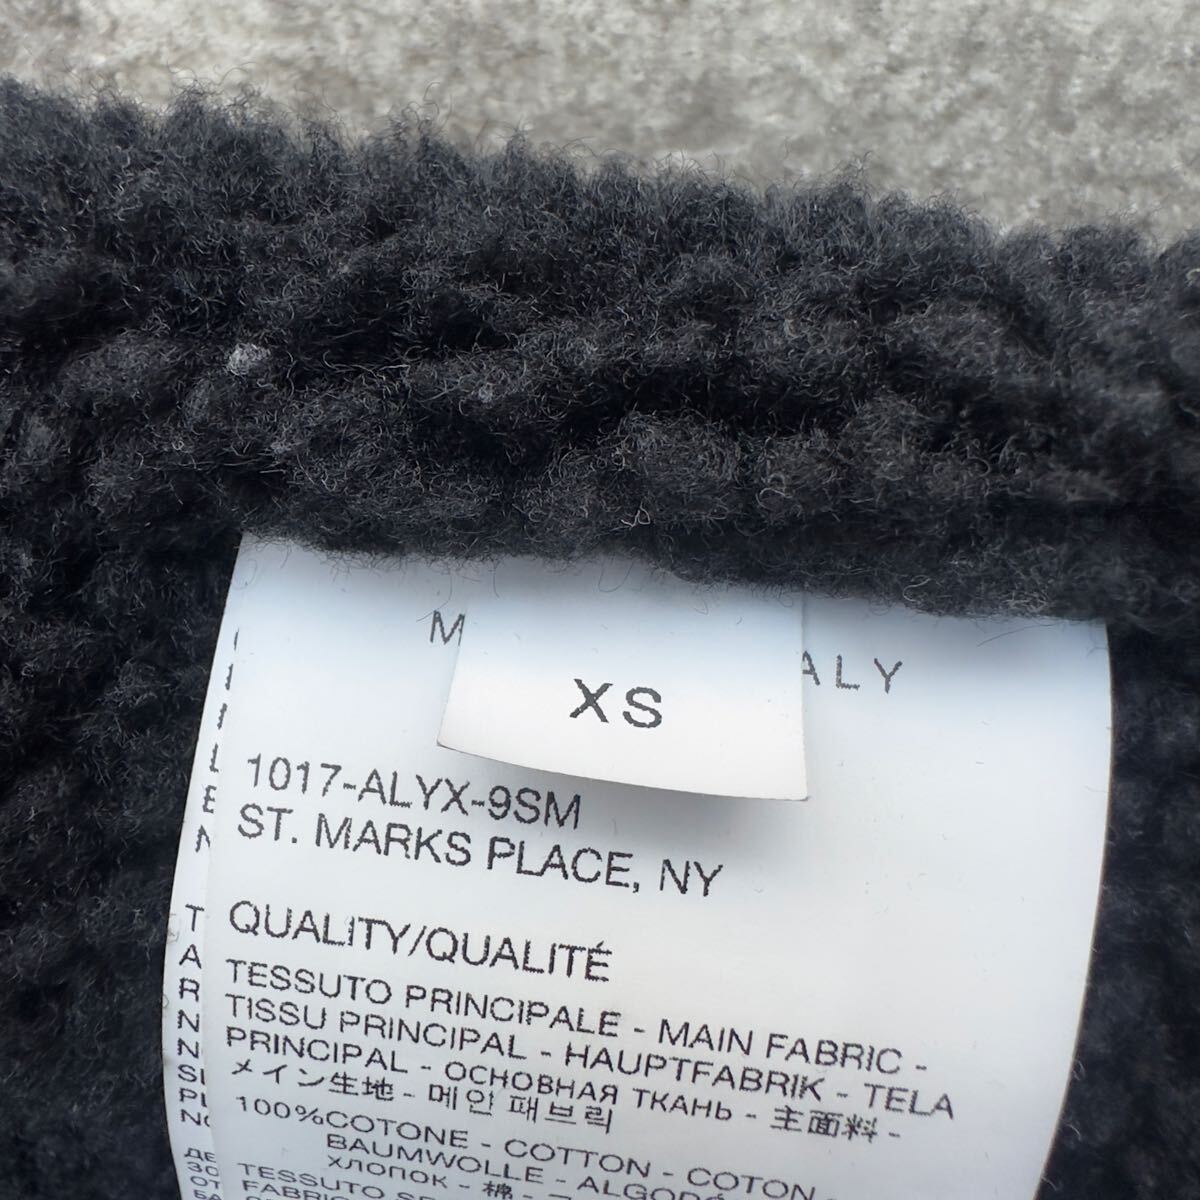 XS
1017-ALYX-9SM
ST. MARKS PLACE, NY
QUALITY/QUALITÉ
TESSUTO PRINCIPALE - MAIN FABRIC -
TISSU PRINCIPAL - HAUPTFABRIK - TELA
PRINCIPAL - ОСНОВНАЯ ТКАНЬ - 主面料 -
メイン生地 - 메인 패브릭
100%COTONE - COTTON - COTON -
BAUMWOLLE - ALGODÓ
ХЛОПОК - 棉 -
TESSUTO SE